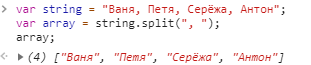 > var string = "Ваня, Петя, Серёжа, Антон";
var array = string.split(", ");
array;
<· ▸ (4) ["Ваня", "Петя", "Серёжа", "Антон"]